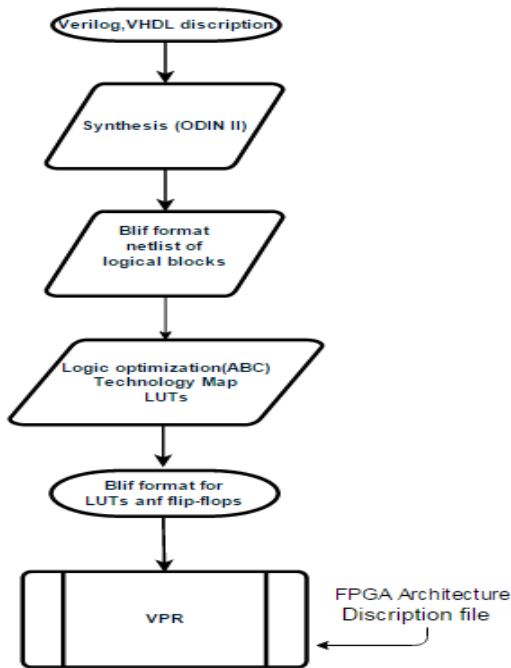 Verilog,VHDL discription
Synthesis (ODIN II)
Blif format
netlist of
logical blocks
Logic optimization(ABC)
Technology Map
LUTs
Blif format for
LUTs anf flip-flops
VPR
FPGA Architecture
Discription file